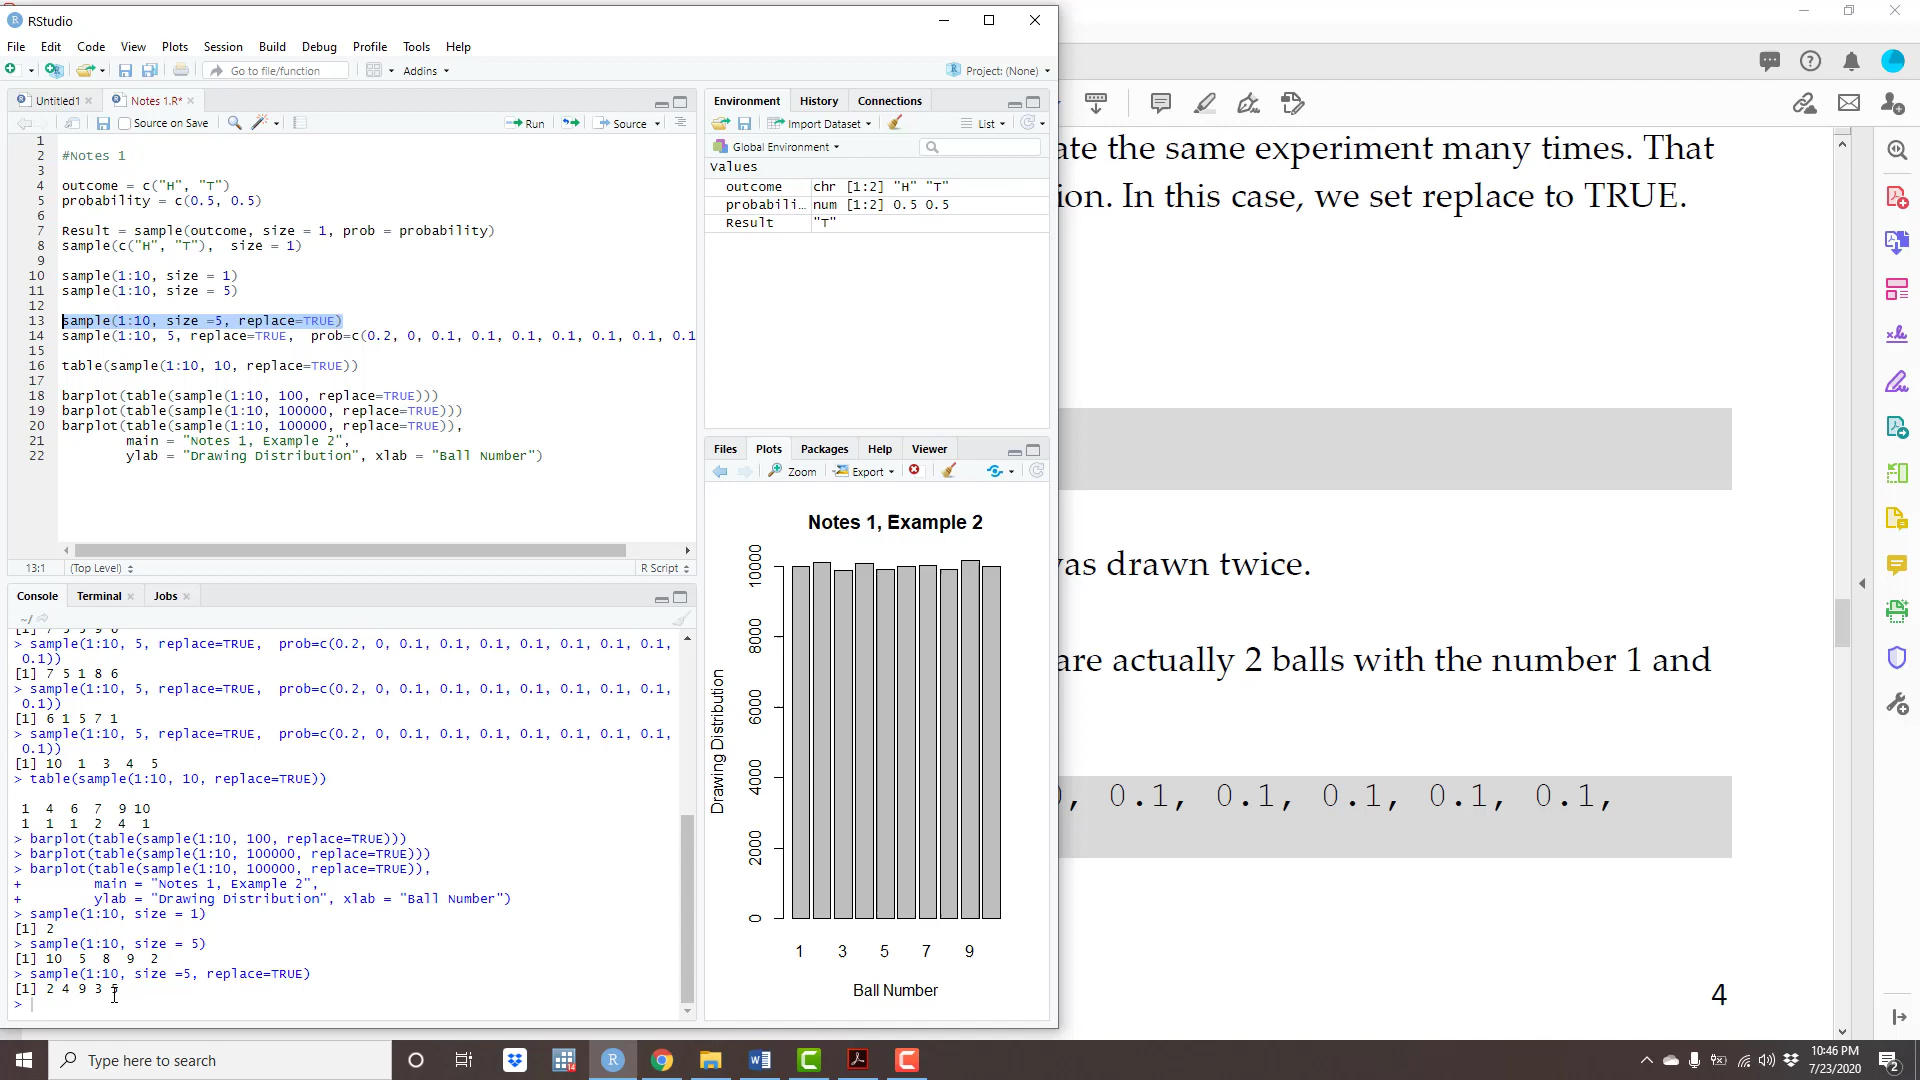 RStudio
File Edit Code View Plots Session Build Debug Profile Tools Help
Go to file/function Addins Project: (None)
Untitled1 Notes 1.R*
Source on Save Run Source
1
2 #Notes 1
3
4 outcome = c("H", "T")
5 probability = c(0.5, 0.5)
6
7 Result = sample(outcome, size = 1, prob = probability)
8 sample(c("H", "T"),  size = 1)
9
10 sample(1:10, size = 1)
11 sample(1:10, size = 5)
12
13 sample(1:10, size =5, replace=TRUE)
14 sample(1:10, 5, replace=TRUE,  prob=c(0.2, 0, 0.1, 0.1, 0.1, 0.1, 0.1, 0.1, 0.1
15
16 table(sample(1:10, 10, replace=TRUE))
17
18 barplot(table(sample(1:10, 100, replace=TRUE)))
19 barplot(table(sample(1:10, 100000, replace=TRUE)))
20 barplot(table(sample(1:10, 100000, replace=TRUE)),
21 main = "Notes 1, Example 2",
22 ylab = "Drawing Distribution", xlab = "Ball Number")
13:1 (Top Level) R Script
Console Terminal Jobs
~/
> sample(1:10, 5, replace=TRUE,  prob=c(0.2, 0, 0.1, 0.1, 0.1, 0.1, 0.1, 0.1, 0.1,
0.1))
[1] 7 5 1 8 6
> sample(1:10, 5, replace=TRUE,  prob=c(0.2, 0, 0.1, 0.1, 0.1, 0.1, 0.1, 0.1, 0.1,
0.1))
[1] 6 1 5 7 1
> sample(1:10, 5, replace=TRUE,  prob=c(0.2, 0, 0.1, 0.1, 0.1, 0.1, 0.1, 0.1, 0.1,
0.1))
[1] 10  1  3  4  5
> table(sample(1:10, 10, replace=TRUE))
1  4  6  7  9 10
1  1  1  2  4  1
> barplot(table(sample(1:10, 100, replace=TRUE)))
> barplot(table(sample(1:10, 100000, replace=TRUE)))
> barplot(table(sample(1:10, 100000, replace=TRUE)),
+ main = "Notes 1, Example 2",
+ ylab = "Drawing Distribution", xlab = "Ball Number")
> sample(1:10, size = 1)
[1] 2
> sample(1:10, size = 5)
[1] 10  5  8  9  2
> sample(1:10, size =5, replace=TRUE)
[1] 2 4 9 3 5
>
Environment History Connections
Import Dataset List
Global Environment
Values
outcome chr [1:2] "H" "T"
probabili… num [1:2] 0.5 0.5
Result "T"
Files Plots Packages Help Viewer
Zoom Export
Notes 1, Example 2
Drawing Distribution
10000
8000
6000
4000
2000
0
1 3 5 7 9
Ball Number
ate the same experiment many times. That
ion. In this case, we set replace to TRUE.
was drawn twice.
are actually 2 balls with the number 1 and
, 0.1, 0.1, 0.1, 0.1, 0.1,
4
Type here to search
14
10:46 PM
7/23/2020
2